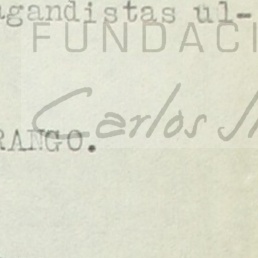 agandistas ul-
FUNDACI
Carlos
RANGO.